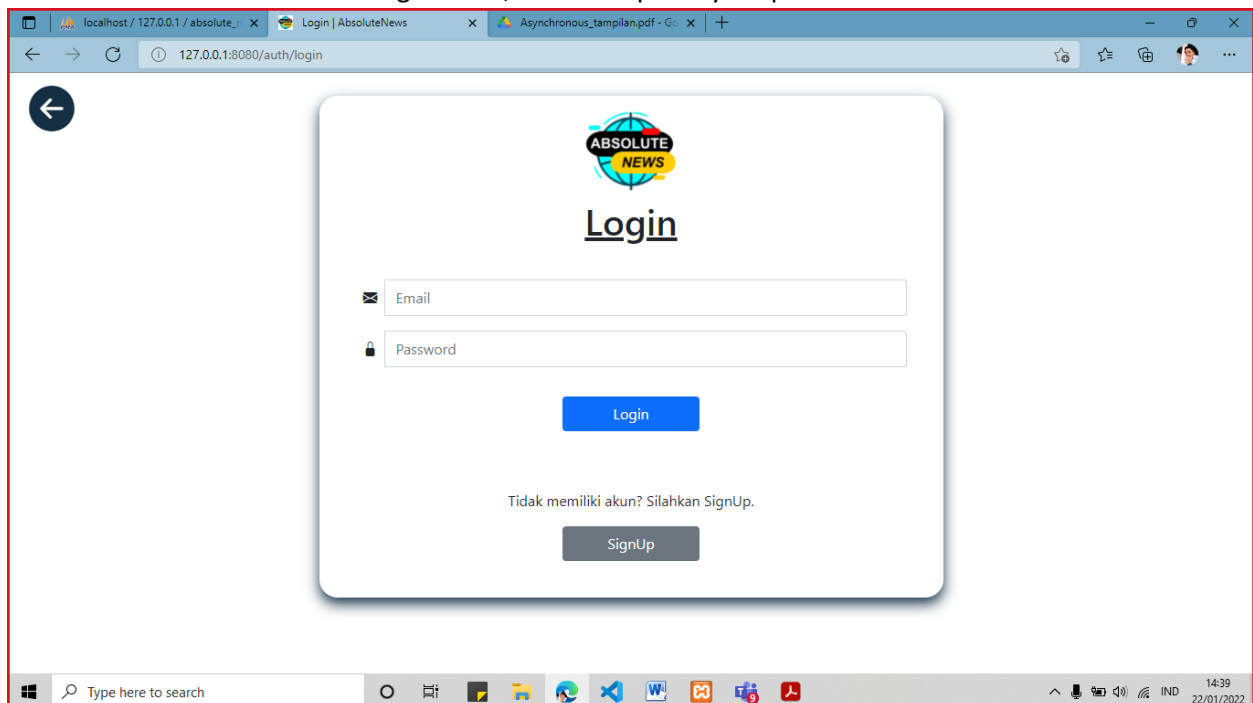 localhost / 127.0.0.1 / absolute_n
Login | AbsoluteNews
Asynchronous_tampilan.pdf - Go
127.0.0.1:8080/auth/login
ABSOLUTE
NEWS
Login
Email
Password
Login
Tidak memiliki akun? Silahkan SignUp.
SignUp
Type here to search
W
9
IND
14:39
22/01/2022